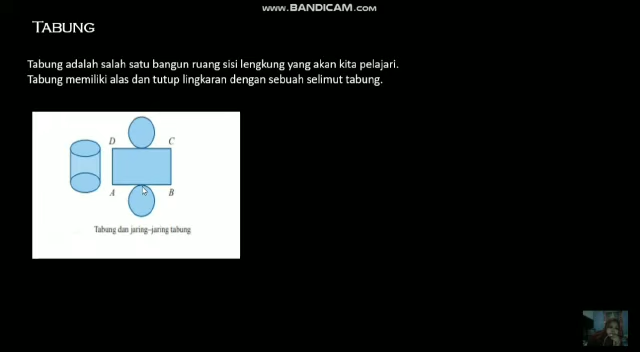 WWW.BANDICAM.COM
TABUNG
Tabung adalah salah satu bangun ruang sisi lengkung yang akan kita pelajari.
Tabung memiliki alas dan tutup lingkaran dengan sebuah selimut tabung.
D C
A B
Tabung dan jaring-jaring tabung